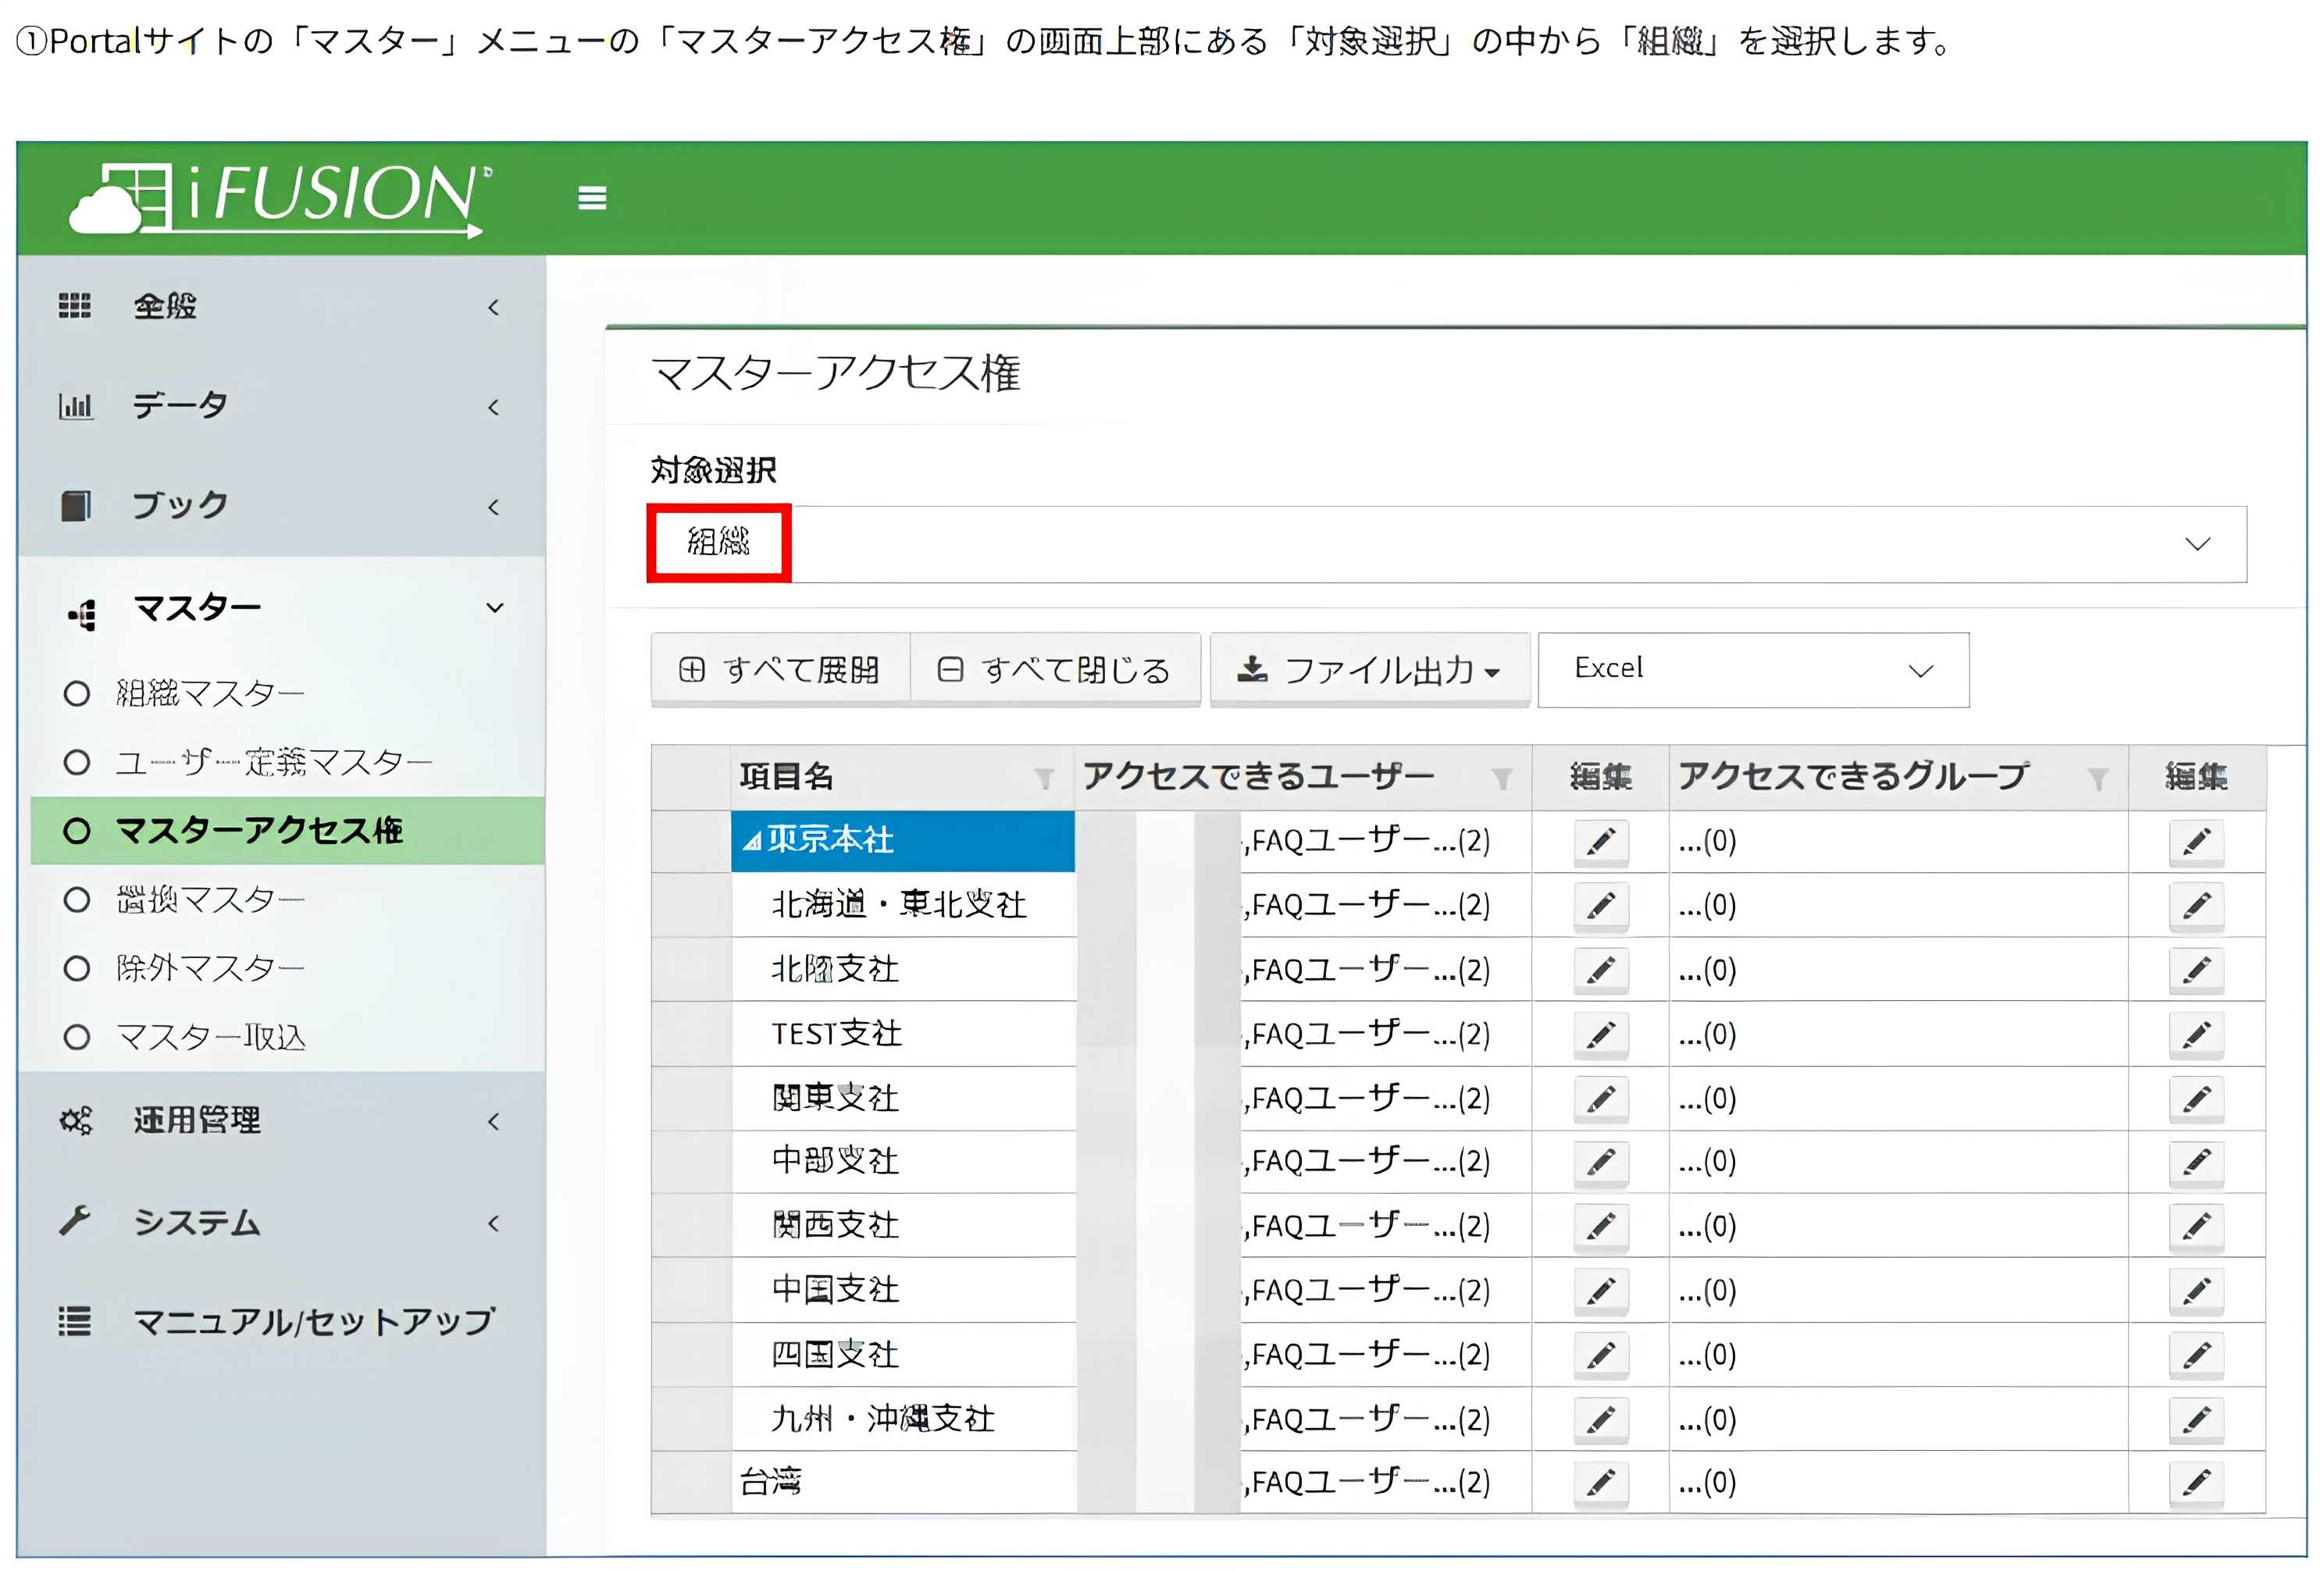 ①Portalサイトの「マスター」メニューの「マスターアクセス権」の画面上部にある「対象選択」の中から「組織」を選択します。
iFUSION
全般
データ
ブック
マスター
組織マスター
ユーザー定義マスター
マスターアクセス権
置換マスター
除外マスター
マスター取込
運用管理
システム
マニュアル/セットアップ
マスターアクセス権
対象選択
組織
すべて展開 すべて閉じる ファイル出力 Excel
項目名 アクセスできるユーザー 編集 アクセスできるグループ 編集
東京本社 ,FAQユーザー...(2) ...(0)
北海道・東北支社 ,FAQユーザー...(2) ...(0)
北陸支社 ,FAQユーザー...(2) ...(0)
TEST支社 ,FAQユーザー...(2) ...(0)
関東支社 ,FAQユーザー...(2) ...(0)
中部支社 ,FAQユーザー...(2) ...(0)
関西支社 ,FAQユーザー...(2) ...(0)
中国支社 ,FAQユーザー...(2) ...(0)
四国支社 ,FAQユーザー...(2) ...(0)
九州・沖縄支社 ,FAQユーザー...(2) ...(0)
台湾 ,FAQユーザー...(2) ...(0)